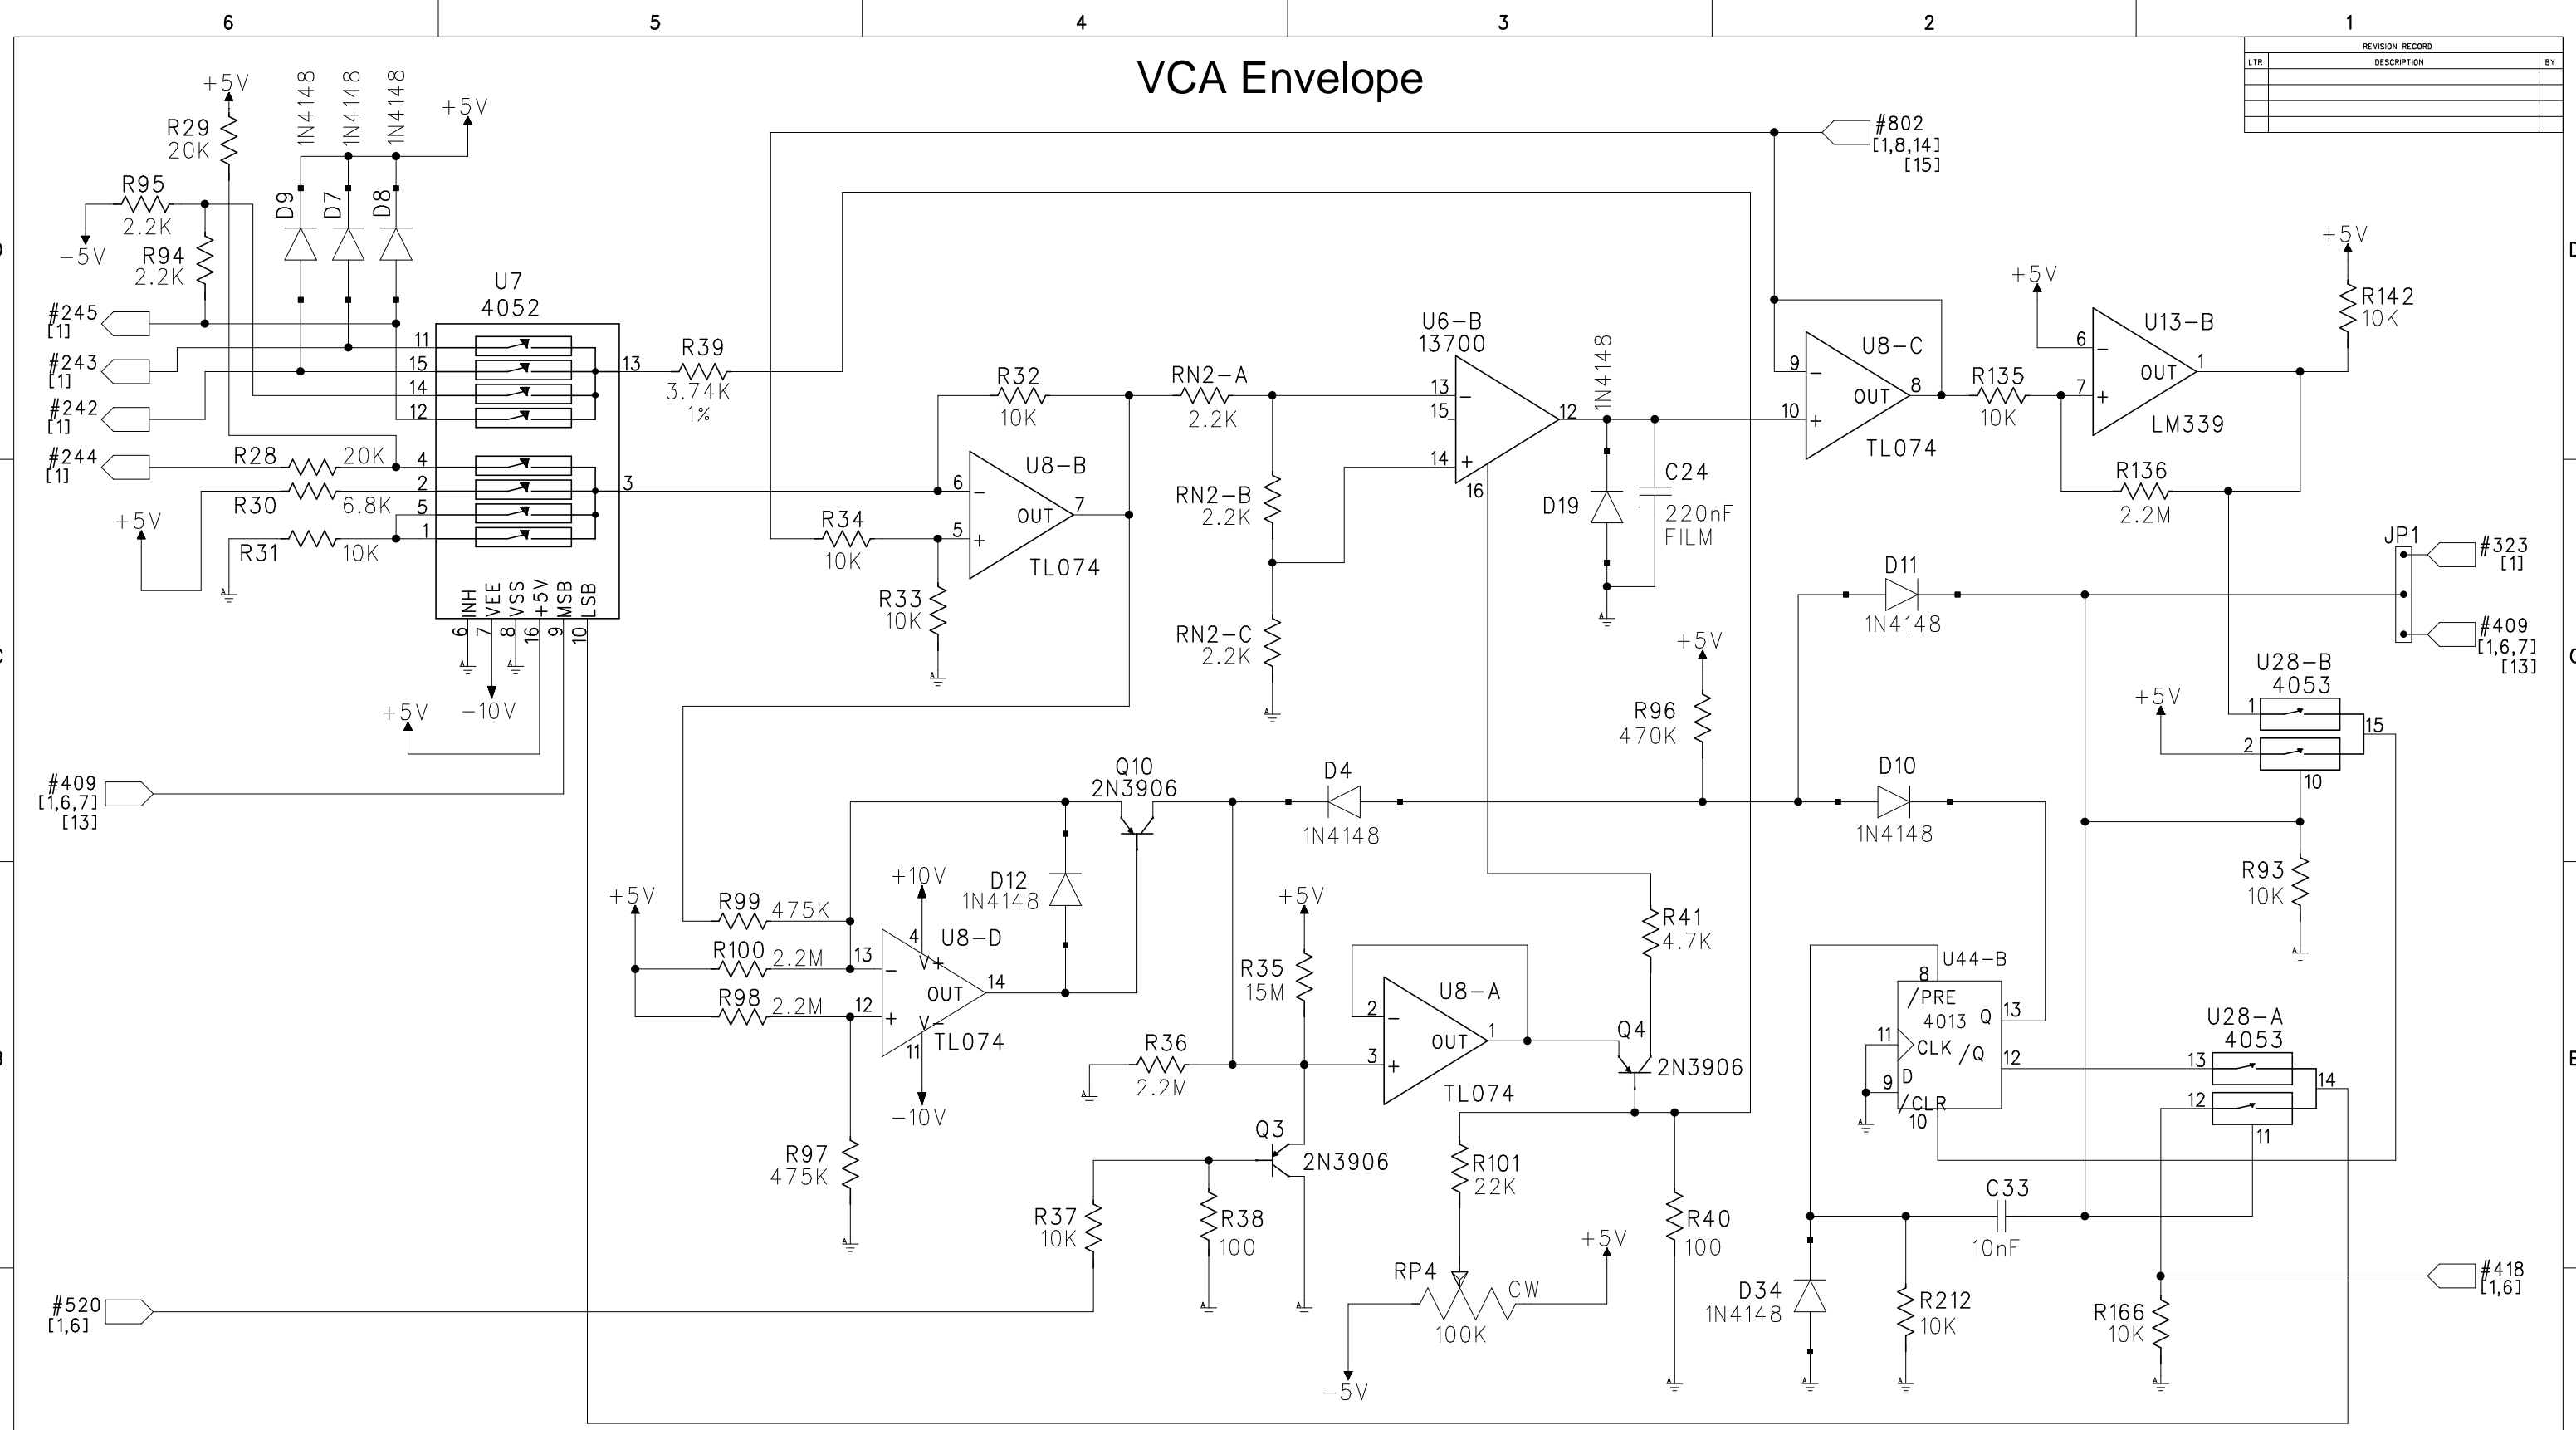 6 5 4 3 2 1
VCA Envelope
REVISION RECORD
LTR DESCRIPTION BY
+5V
R29
20K
1N4148
1N4148
1N4148
+5V
R95
2.2K
-5V
R94
2.2K
D9
D7
D8
#245
[1]
#243
[1]
#242
[1]
#244
[1]
U7
4052
11
15
14
12
4
2
5
1
13
3
R28 20K
R30 6.8K
R31 10K
+5V
INH
VEE
VSS
+5V
MSB
LSB
6
7
8
16
9
10
-10V
+5V
#409
[1,6,7]
[13]
R39
3.74K
1%
R32
10K
U8-B
6
5
7
OUT
TL074
R34
10K
R33
10K
RN2-A
2.2K
RN2-B
2.2K
RN2-C
2.2K
U6-B
13700
13
15
14
16
12
1N4148
D19
C24
220nF
FILM
#802
[1,8,14]
[15]
U8-C
9
10
OUT
8
TL074
R135
10K
+5V
U13-B
6
7
OUT
1
LM339
R136
2.2M
+5V
R142
10K
D11
1N4148
JP1
#323
[1]
#409
[1,6,7]
[13]
+5V
R96
470K
U28-B
4053
+5V
1
2
15
10
R93
10K
Q10
2N3906
D4
1N4148
D10
1N4148
+5V
R99 475K
R100 2.2M
R98 2.2M
+10V
4
V+
U8-D
13
12
OUT
14
V-
11
TL074
-10V
D12
1N4148
R97
475K
+5V
R35
15M
R36
2.2M
U8-A
2
3
OUT
1
TL074
R41
4.7K
Q4
2N3906
Q3
2N3906
R37
10K
R38
100
R101
22K
R40
100
RP4
CW
100K
+5V
-5V
#520
[1,6]
U44-B
8
/PRE
4013
Q
13
11
CLK
/Q
12
9
D
/CLR
10
U28-A
4053
13
12
14
11
C33
10nF
D34
1N4148
R212
10K
R166
10K
#418
[1,6]